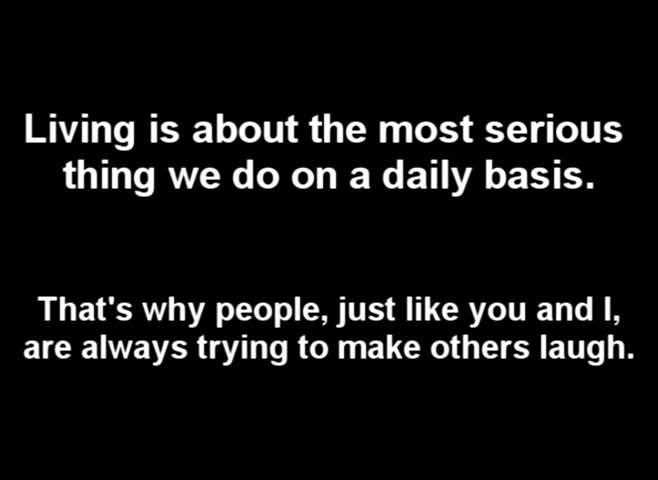 Living is about the most serious
thing we do on a daily basis.
That's why people, just like you and I,
are always trying to make others laugh.